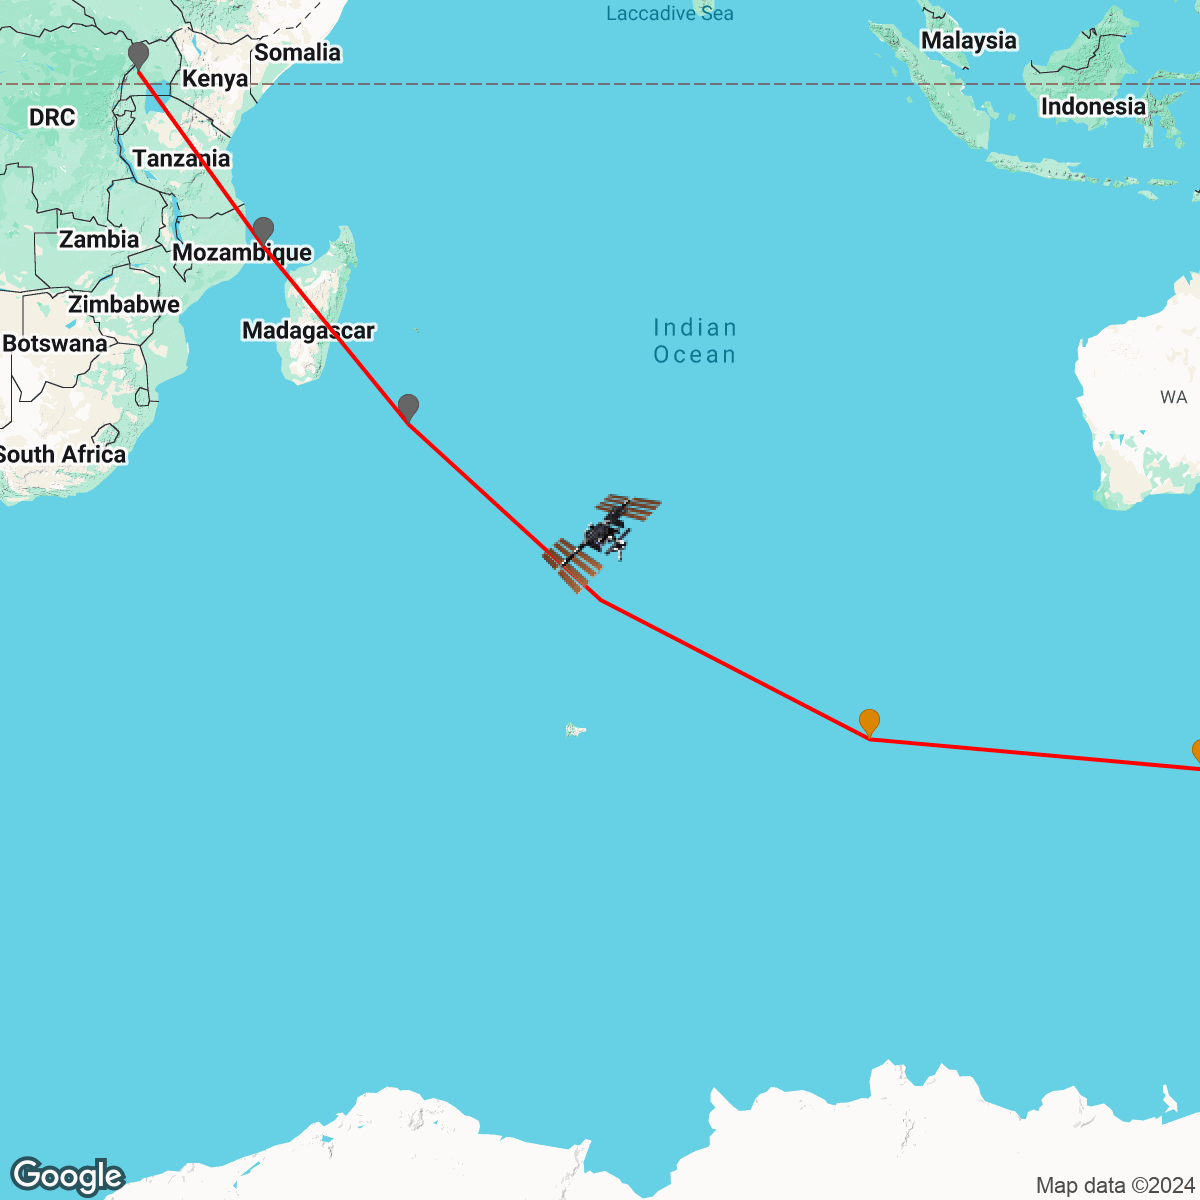 Laccadive Sea
Somalia
Malaysia
Kenya
Indonesia
DRC
Tanzania
Zambia
Mozambique
Zimbabwe
Madagascar
Indian
Ocean
Botswana
WA
South Africa
Google
Map data ©2024